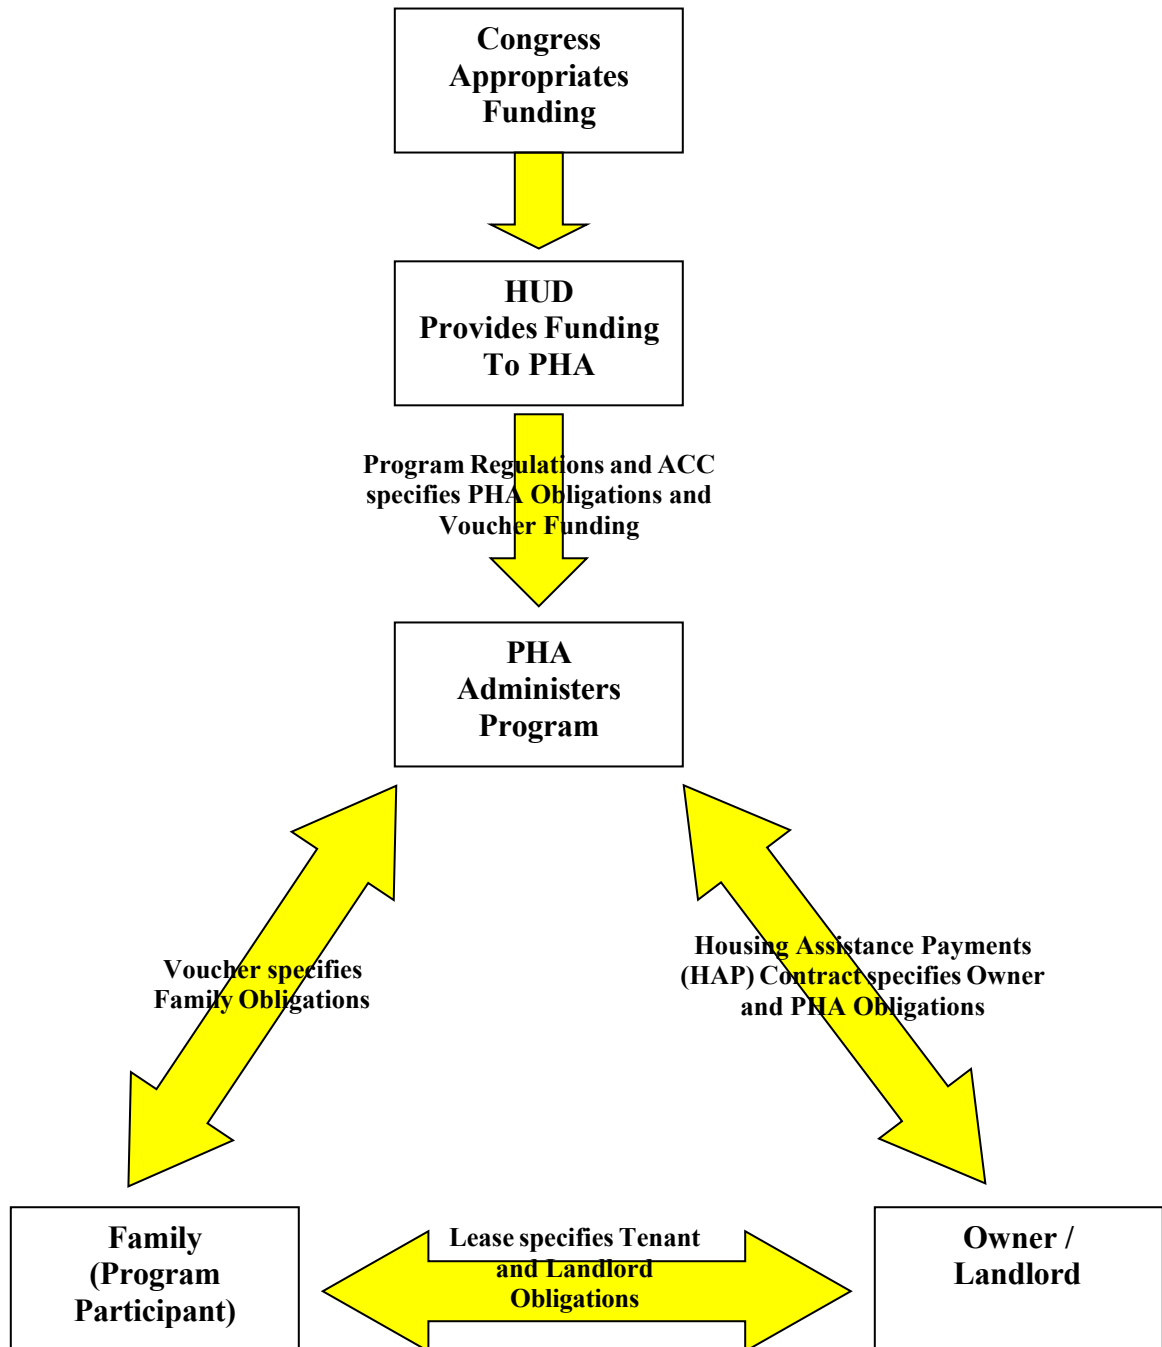 Congress
Appropriates
Funding
HUD
Provides Funding
To PHA
Program Regulations and ACC
specifies PHA Obligations and
Voucher Funding
PHA
Administers
Program
Voucher specifies
Family Obligations
Housing Assistance Payments
(HAP) Contract specifies Owner
and PHA Obligations
Family
(Program
Participant)
Lease specifies Tenant
and Landlord
Obligations
Owner /
Landlord